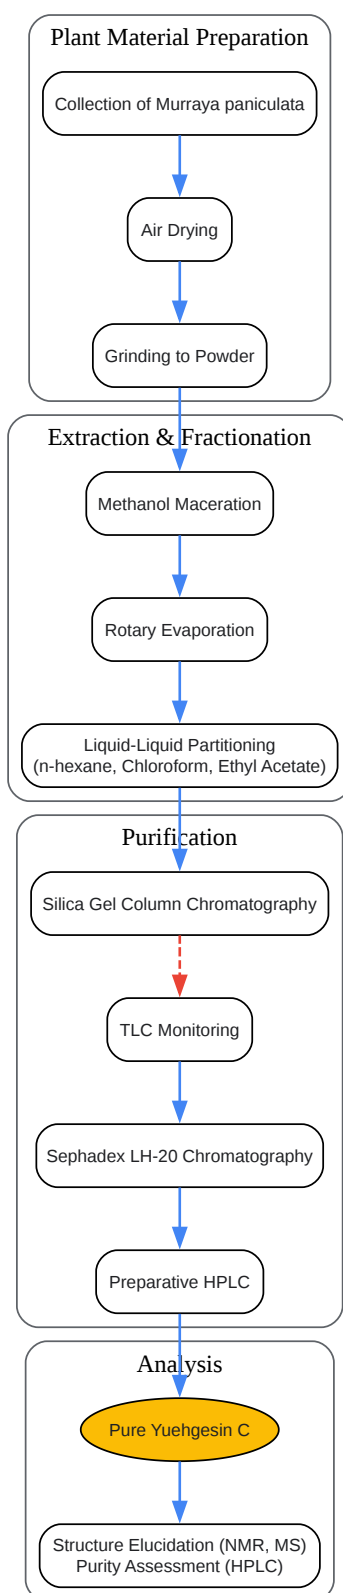 Plant Material Preparation
Collection of Murraya paniculata
Air Drying
Grinding to Powder
Extraction & Fractionation
Methanol Maceration
Rotary Evaporation
Liquid-Liquid Partitioning
(n-hexane, Chloroform, Ethyl Acetate)
Purification
Silica Gel Column Chromatography
TLC Monitoring
Sephadex LH-20 Chromatography
Preparative HPLC
Analysis
Pure Yuehgesin C
Structure Elucidation (NMR, MS)
Purity Assessment (HPLC)